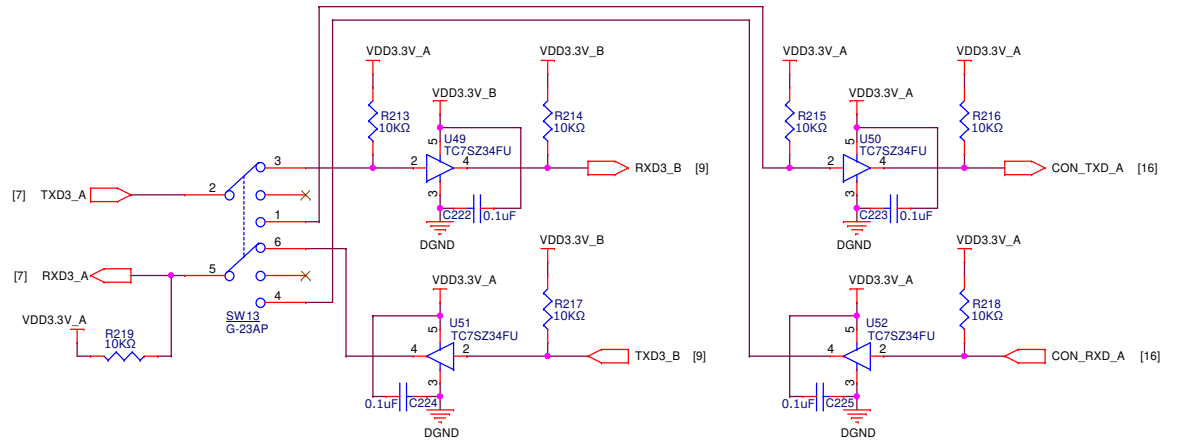 VDD3.3V_A
R213
10KΩ
VDD3.3V_B
U49
TC7SZ34FU
5
2
4
3
C222
0.1uF
DGND
VDD3.3V_B
R214
10KΩ
RXD3_B [9]
VDD3.3V_A
R215
10KΩ
VDD3.3V_A
U50
TC7SZ34FU
5
2
4
3
C223
0.1uF
DGND
VDD3.3V_A
R216
10KΩ
CON_TXD_A [16]
[7] TXD3_A
2
3
1
6
[7] RXD3_A
5
4
SW13
G-23AP
VDD3.3V_A
R219
10KΩ
VDD3.3V_A
U51
TC7SZ34FU
5
4
2
3
0.1uF
C224
DGND
VDD3.3V_B
R217
10KΩ
TXD3_B [9]
VDD3.3V_A
U52
TC7SZ34FU
5
4
2
3
0.1uF
C225
DGND
VDD3.3V_A
R218
10KΩ
CON_RXD_A [16]